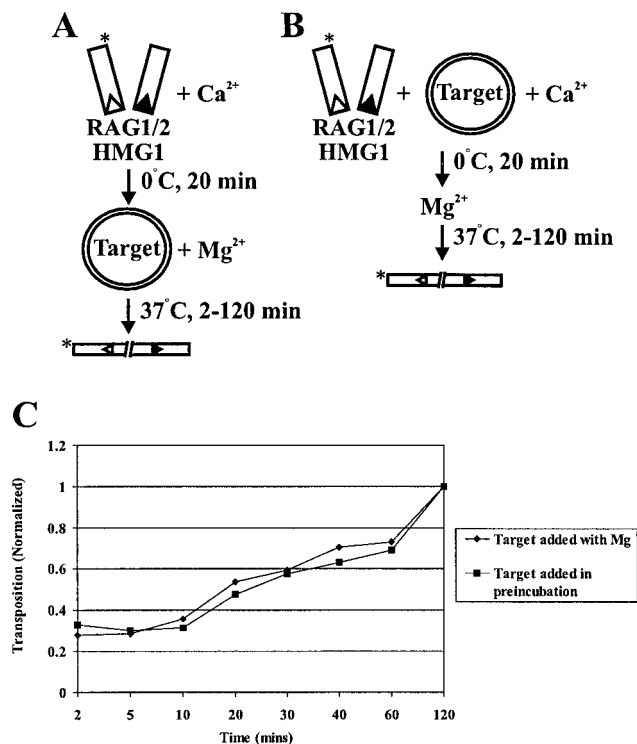 A
*
+ Ca²⁺
RAG1/2
HMG1
0°C, 20 min
Target + Mg²⁺
37°C, 2-120 min
*
B
*
+ Target + Ca²⁺
RAG1/2
HMG1
0°C, 20 min
Mg²⁺
37°C, 2-120 min
*
C
Transposition (Normalized)
1.2
1
0.8
0.6
0.4
0.2
0
2 5 10 20 30 40 60 120
Time (mins)
Target added with Mg
Target added in
preincubation